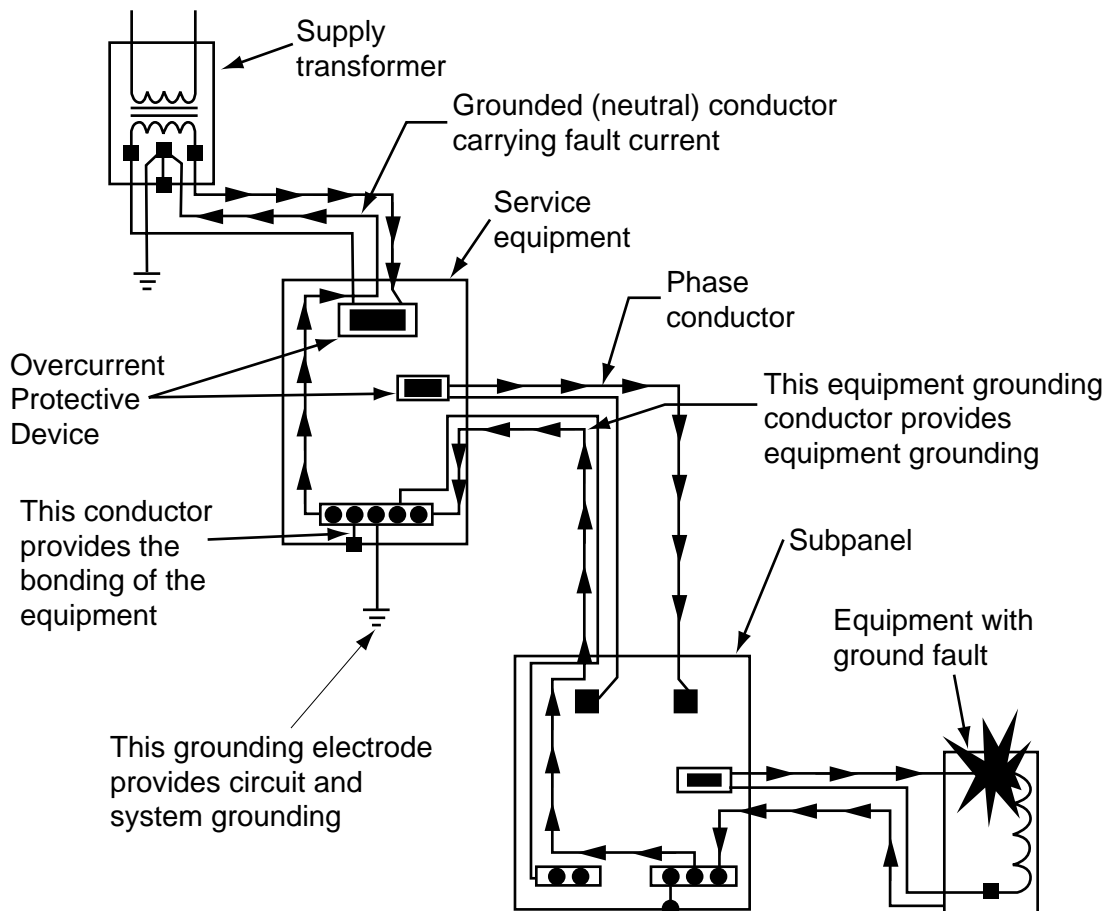 Supply
transformer
Grounded (neutral) conductor
carrying fault current
Service
equipment
Phase
conductor
Overcurrent
Protective
Device
This equipment grounding
conductor provides
equipment grounding
This conductor
provides the
bonding of the
equipment
Subpanel
Equipment with
ground fault
This grounding electrode
provides circuit and
system grounding